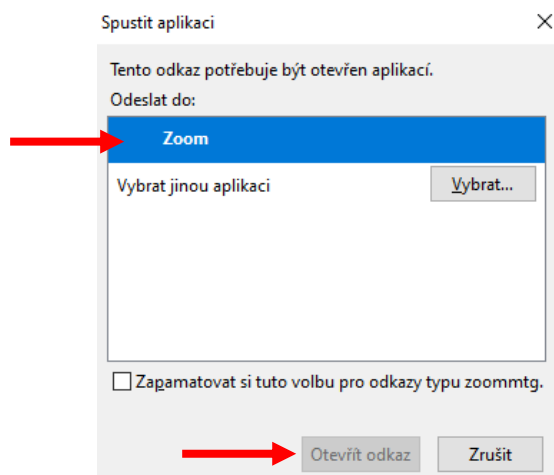 Spustit aplikaci
Tento odkaz potřebuje být otevřen aplikací.
Odeslat do:
Zoom
Vybrat jinou aplikaci
Vybrat...
Zapamatovat si tuto volbu pro odkazy typu zoommtg.
Otevřít odkaz
Zrušit